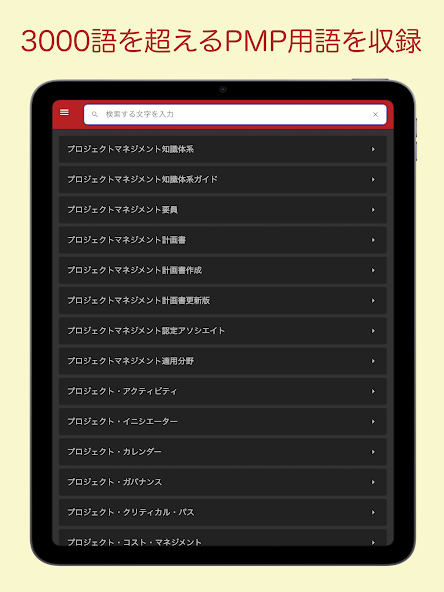 3000語を超えるPMP用語を収録
検索する文字を入力
プロジェクトマネジメント知識体系
プロジェクトマネジメント知識体系ガイド
プロジェクトマネジメント要員
プロジェクトマネジメント計画書
プロジェクトマネジメント計画書作成
プロジェクトマネジメント計画書更新版
プロジェクトマネジメント認定アソシエイト
プロジェクトマネジメント適用分野
プロジェクト・アクティビティ
プロジェクト・イニシエーター
プロジェクト・カレンダー
プロジェクト・ガバナンス
プロジェクト・クリティカル・パス
プロジェクト・コスト・マネジメント